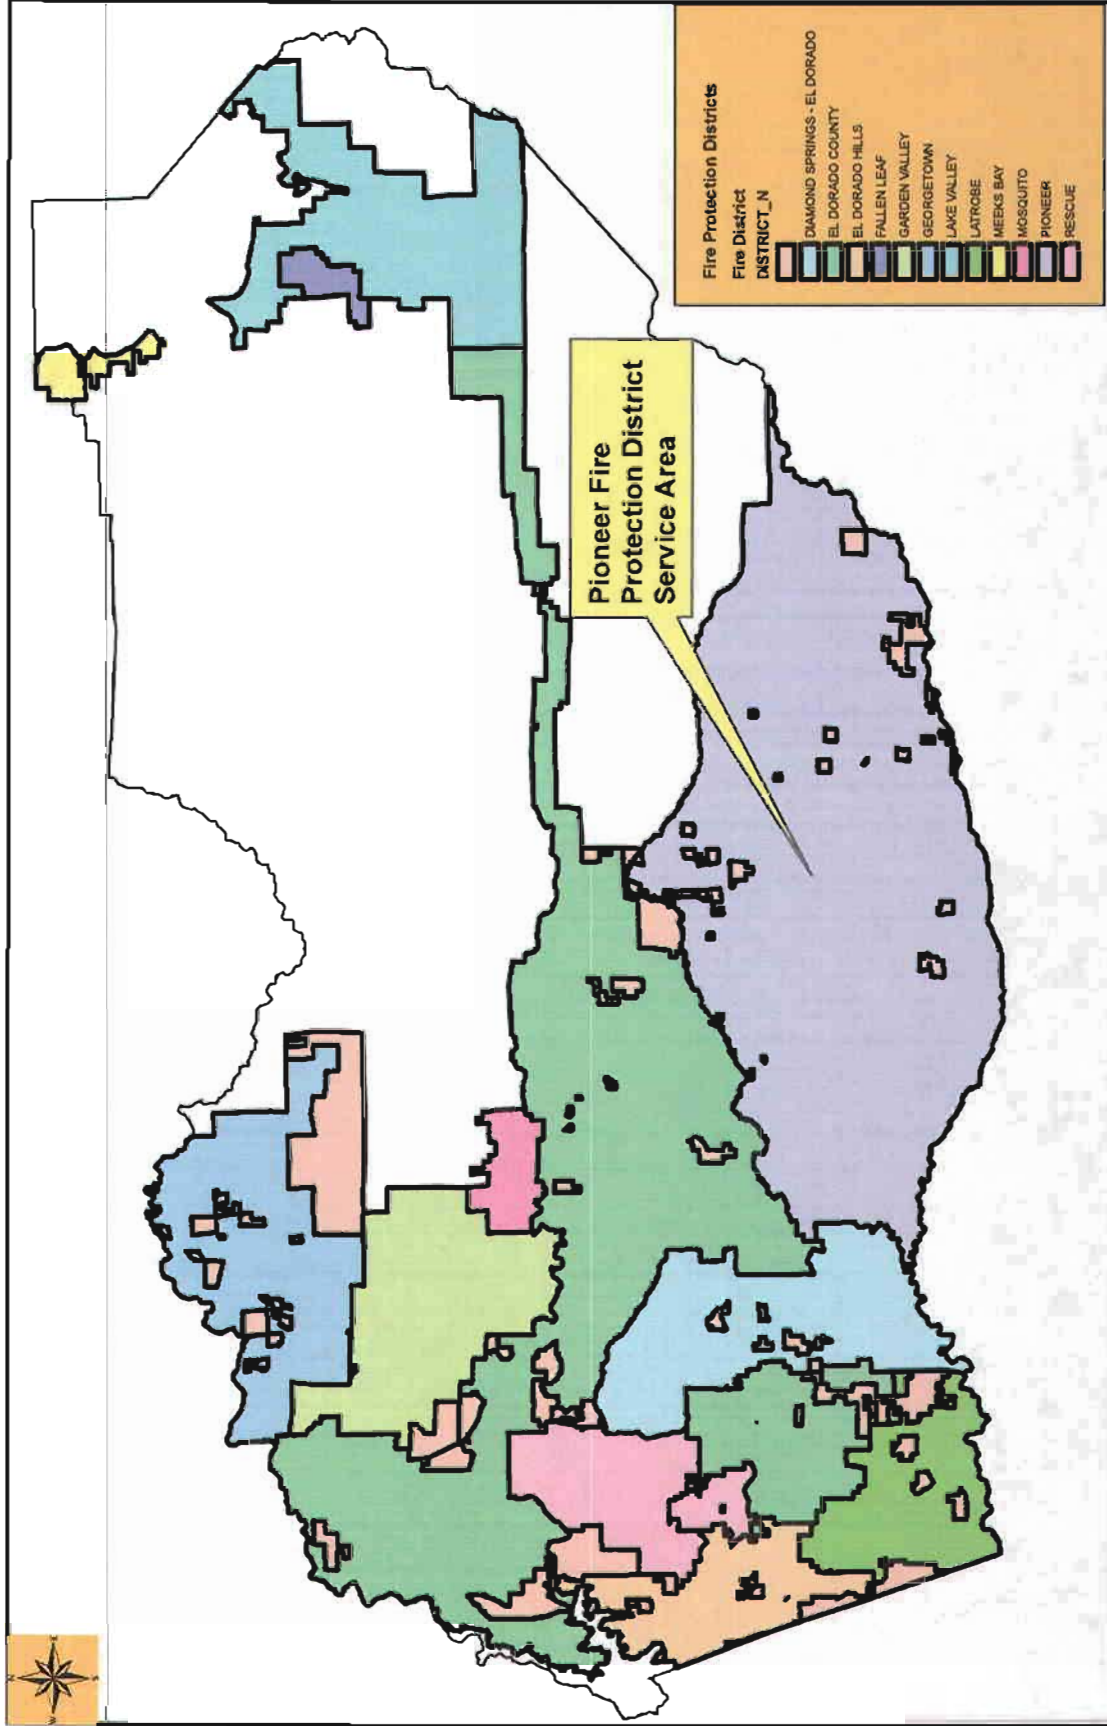 Pioneer Fire
Protection District
Service Area
Fire Protection Districts
Fire District
DISTRICT_N
DIAMOND SPRINGS - EL DORADO
EL DORADO COUNTY
EL DORADO HILLS
FALLEN LEAF
GARDEN VALLEY
GEORGETOWN
LAKE VALLEY
LATROBE
MEEKS BAY
MOSQUITO
PIONEER
RESCUE